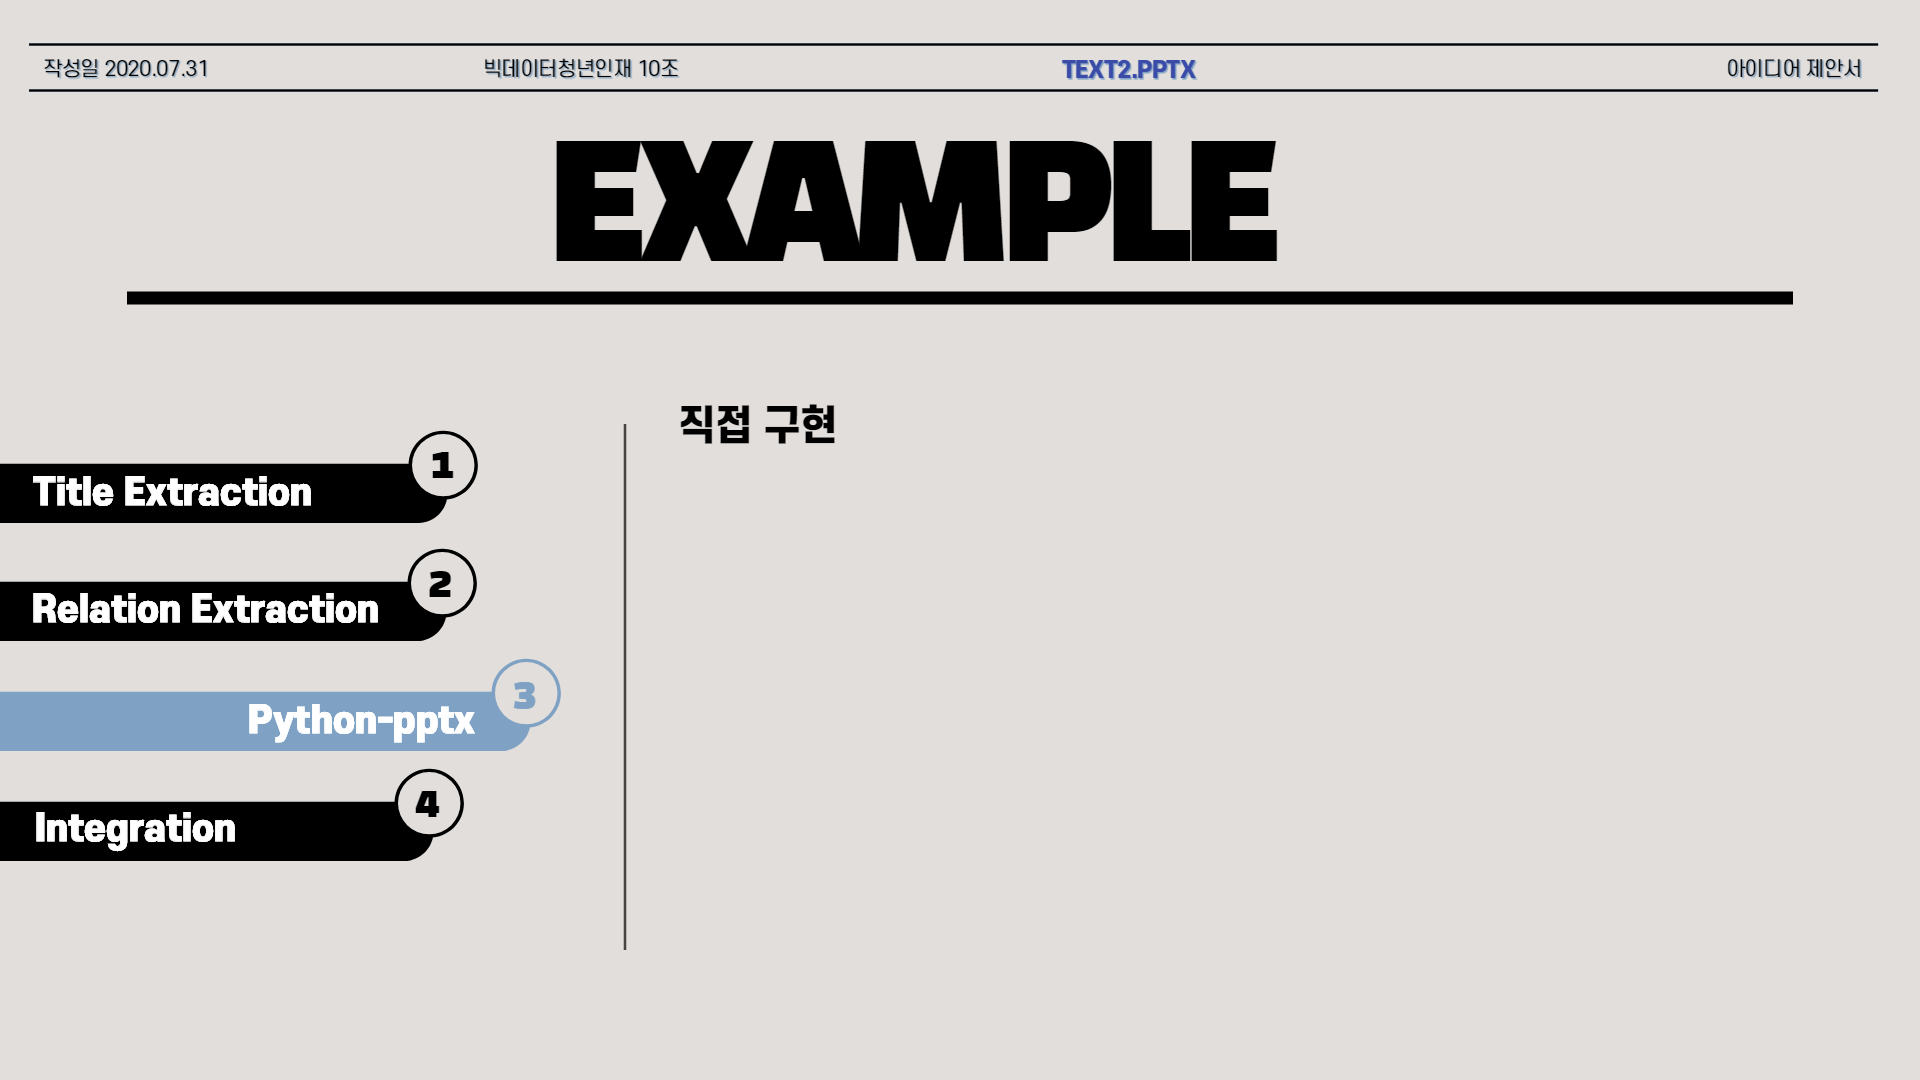 작성일 2020.07.31
빅데이터청년인재 10조
TEXT2.PPTX
아이디어 제안서
EXAMPLE
1
Title Extraction
2
Relation Extraction
3
Python-pptx
4
Integration
직접 구현